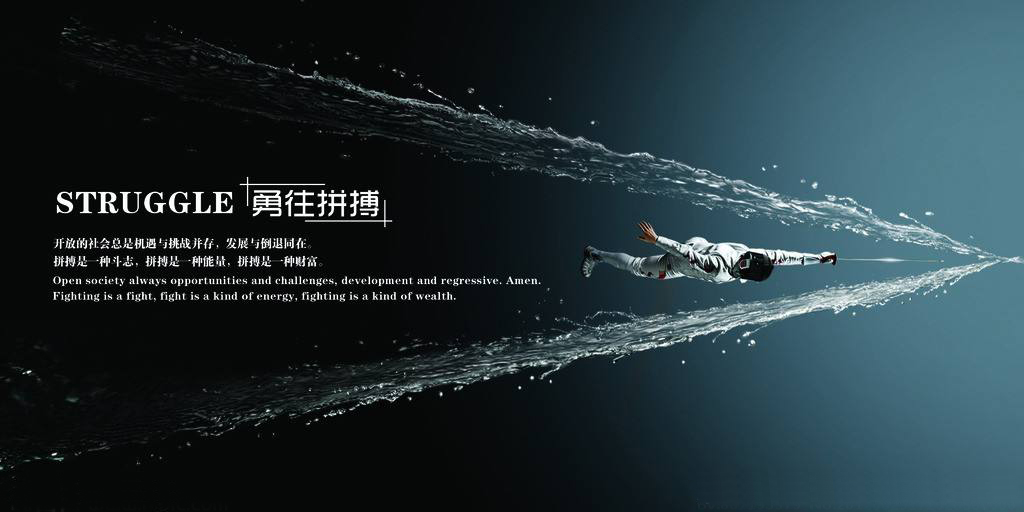 STRUGGLE 勇往拼搏
开放的社会总是机遇与挑战并存，发展与倒退同在。
拼搏是一种斗志，拼搏是一种能量，拼搏是一种财富。
Open society always opportunities and challenges, development and regressive. Amen.
Fighting is a fight, fight is a kind of energy, fighting is a kind of wealth.